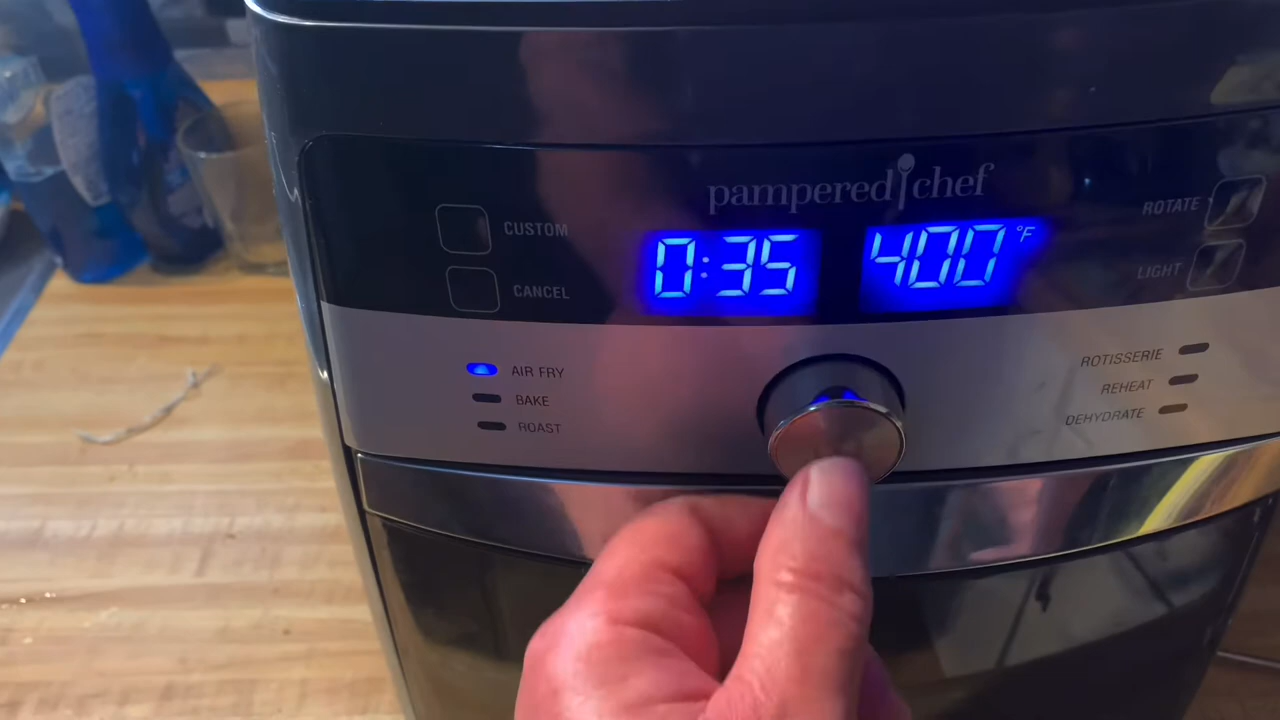 pampered chef
CUSTOM
0:35
400 °F
ROTATE
CANCEL
LIGHT
AIR FRY
BAKE
ROAST
ROTISSERIE
REHEAT
DEHYDRATE